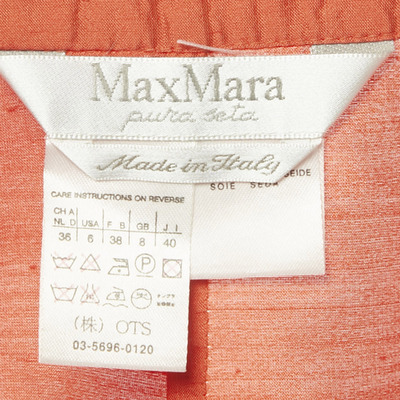 MaxMara
pura seta
Made in Italy
SEIDE
SOIE SEDA
CARE INSTRUCTIONS ON REVERSE
CH A USA F B GB J I
NL D
36 6 38 8 40
P
(株) OTS
03-5696-0120